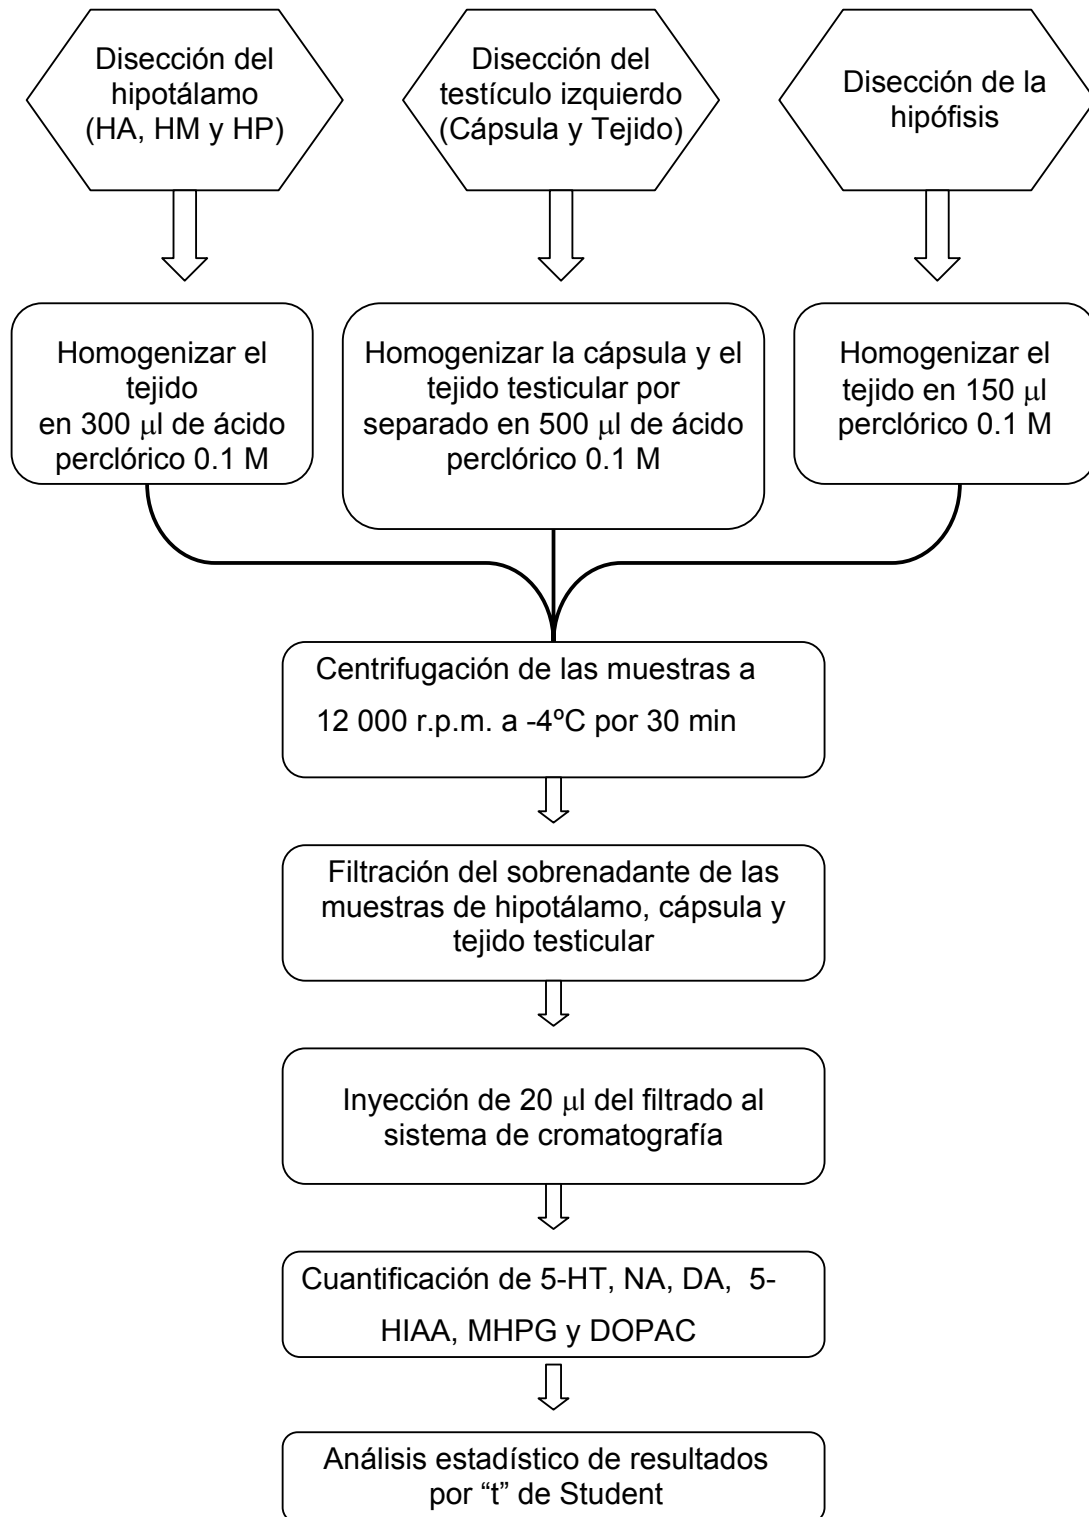 Disección del
hipotálamo
(HA, HM y HP)
Disección del
testículo izquierdo
(Cápsula y Tejido)
Disección de la
hipófisis
Homogenizar el
tejido
en 300 μl de ácido
perclórico 0.1 M
Homogenizar la cápsula y el
tejido testicular por
separado en 500 μl de ácido
perclórico 0.1 M
Homogenizar el
tejido en 150 μl
perclórico 0.1 M
Centrifugación de las muestras a
12 000 r.p.m. a -4ºC por 30 min
Filtración del sobrenadante de las
muestras de hipotálamo, cápsula y
tejido testicular
Inyección de 20 μl del filtrado al
sistema de cromatografía
Cuantificación de 5-HT, NA, DA, 5-
HIAA, MHPG y DOPAC
Análisis estadístico de resultados
por “t” de Student